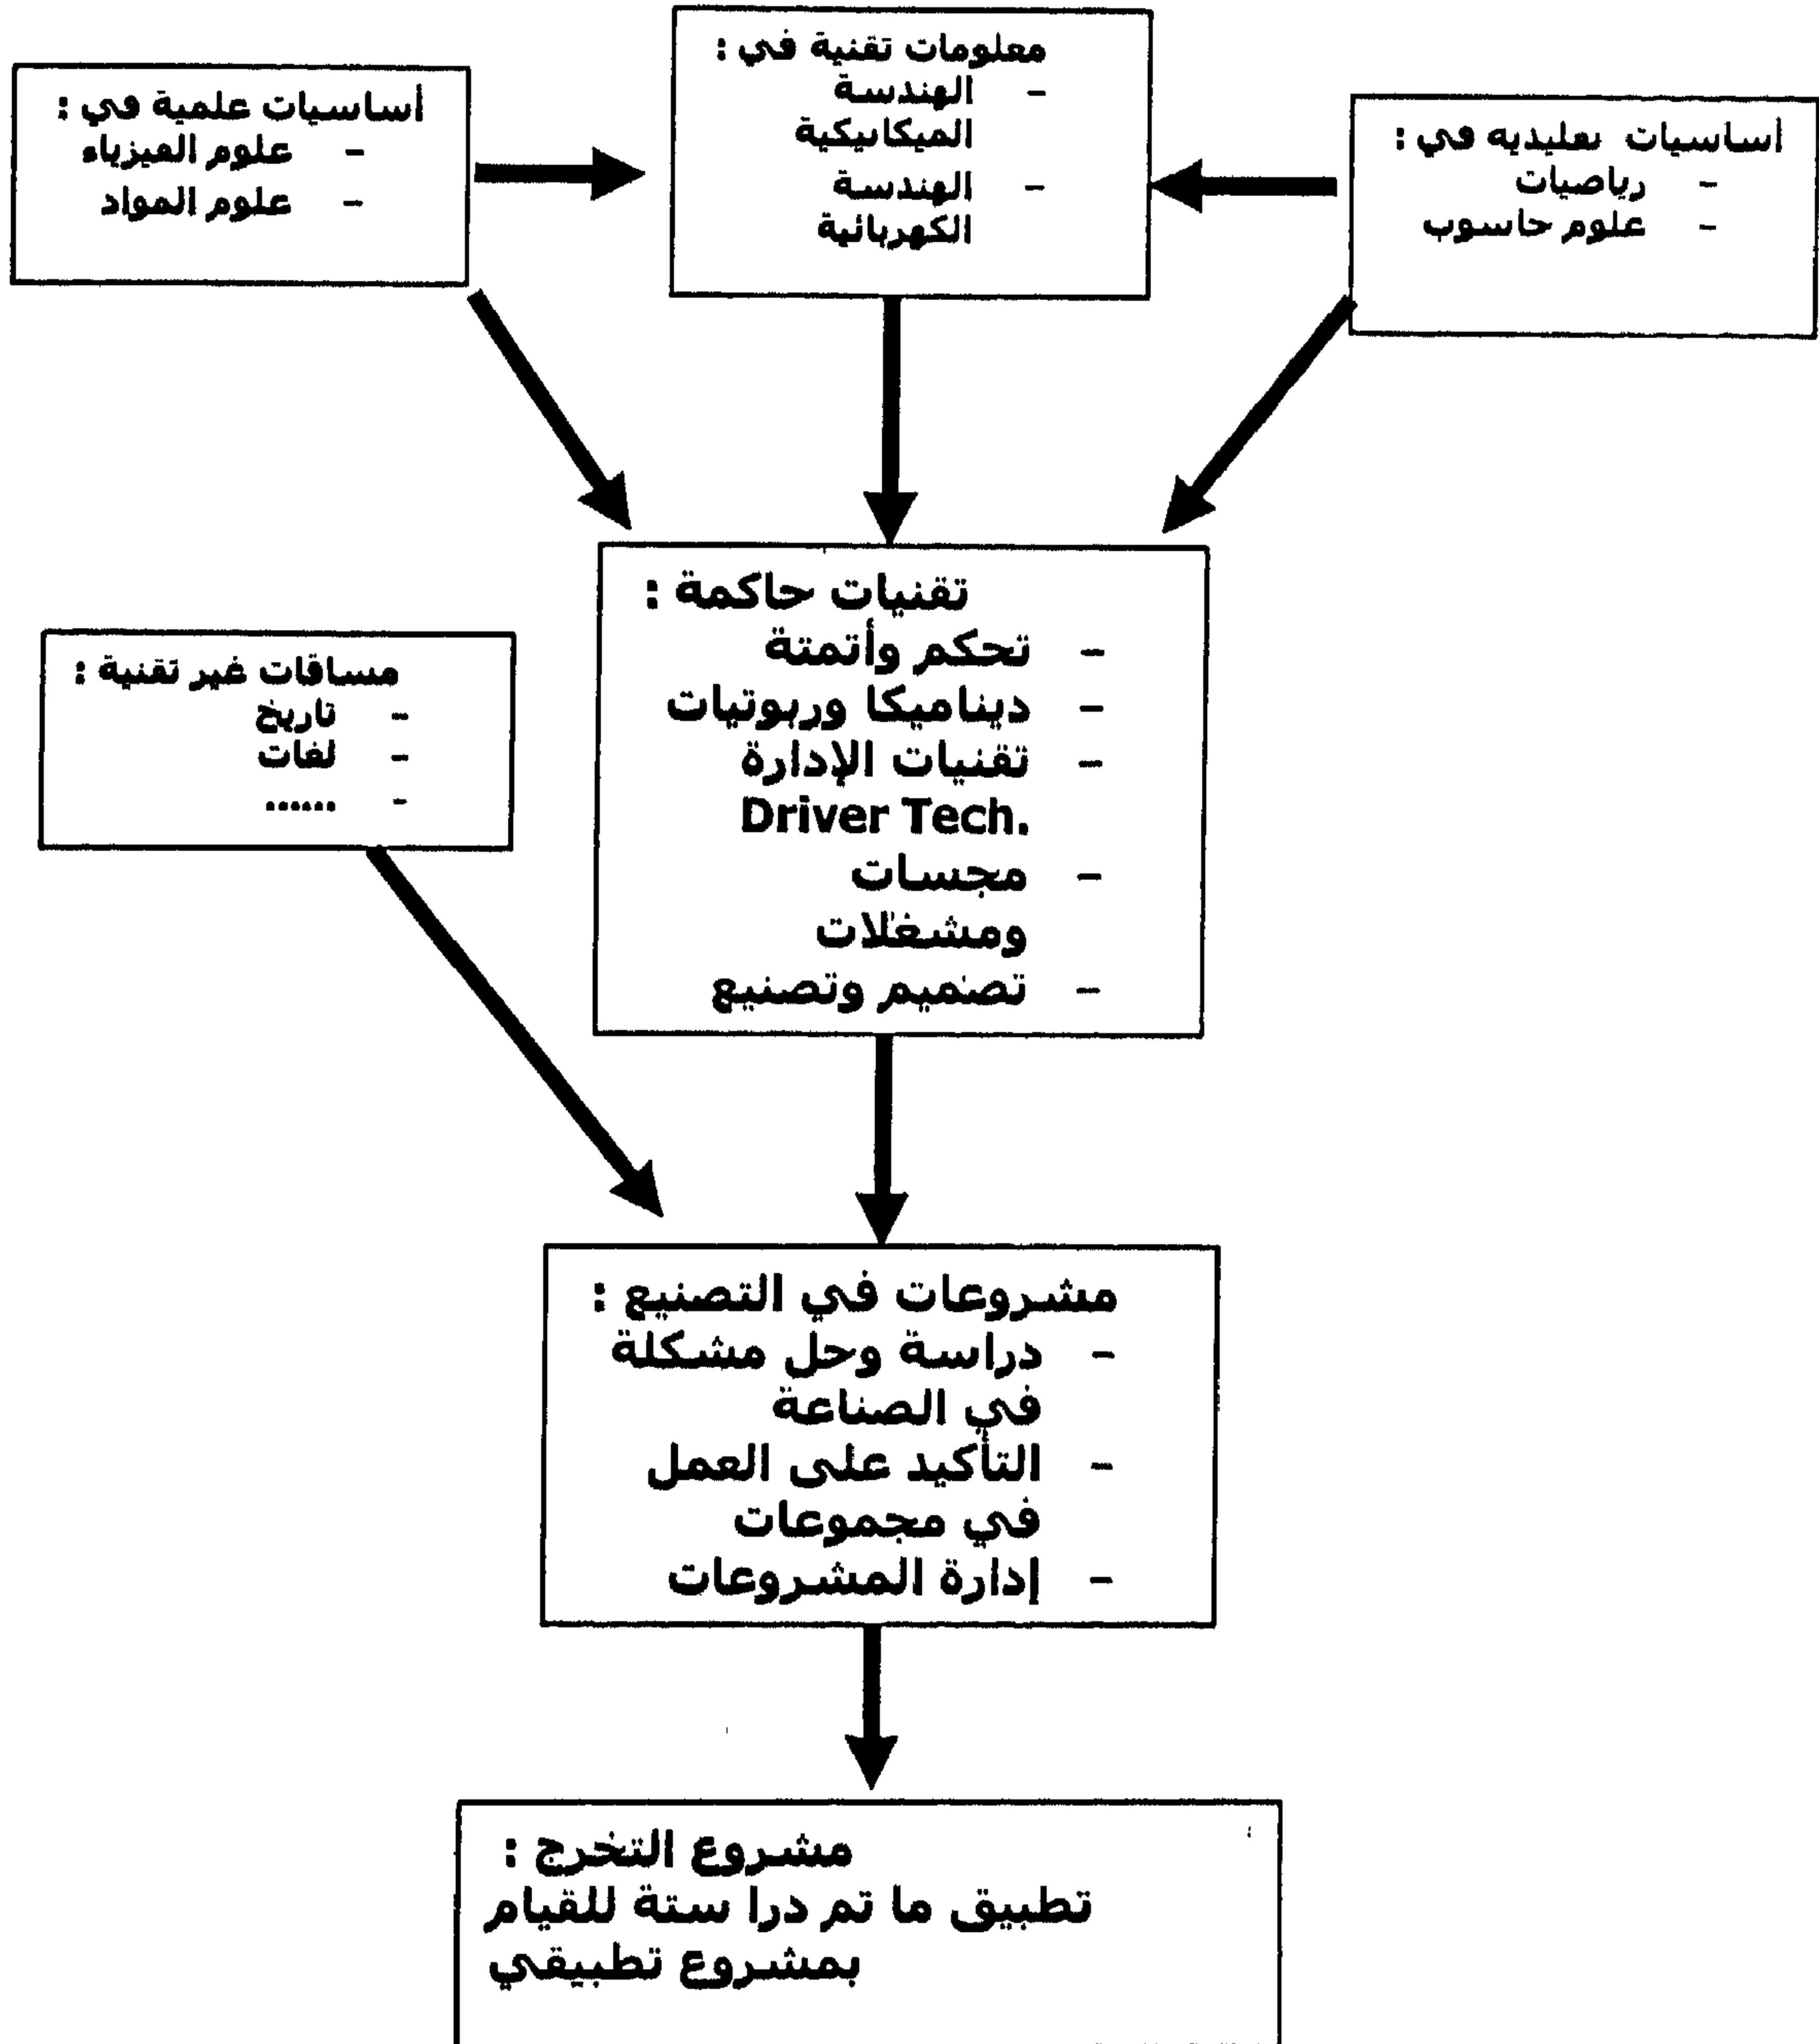 معلومات تقنية في :
- الهندسة
الميكانيكية
- الهندسة
الكهربائية
أساسيات تقليدية في :
- رياضيات
- علوم حاسوب
أساسيات علمية في :
- علوم الفيزياء
- علوم المواد
تقنيات حاكمة :
- تحكم وأتمتة
- ديناميكا وربوتيات
- تقنيات الإدارة
Driver Tech.
- مجسات
ومشغلات
- تصميم وتصنيع
مساقات غير تقنية :
- تاريخ
- لغات
- ......
مشروعات في التصنيع :
- دراسة وحل مشكلة
في الصناعة
- التأكيد على العمل
في مجموعات
- إدارة المشروعات
مشروع التخرج :
تطبيق ما تم درا ستة للقيام
بمشروع تطبيقي